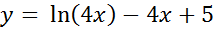 y = ln(4x) − 4x + 5